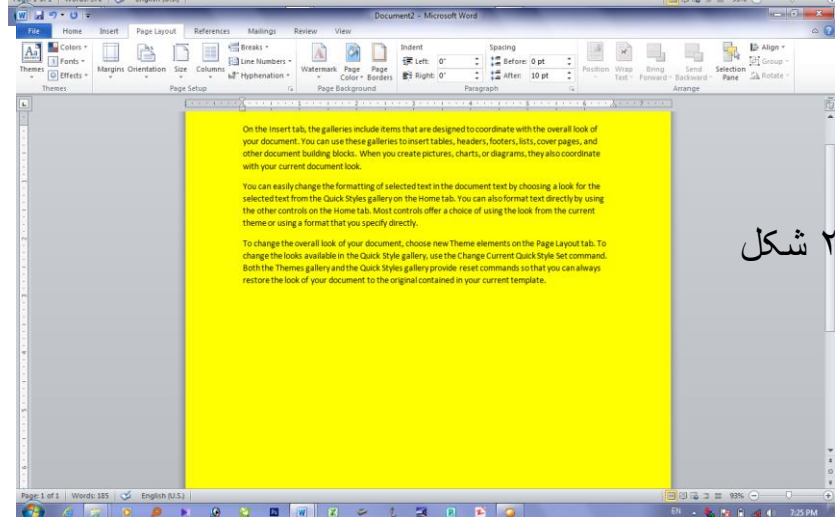 Document2 - Microsoft Word
File Home Insert Page Layout References Mailings Review View
Themes
Colors
Fonts
Effects
Themes
Margins Orientation Size Columns
Breaks
Line Numbers
Hyphenation
Page Setup
Watermark Page Color Page Borders
Page Background
Indent
Left: 0"
Right: 0"
Spacing
Before: 0 pt
After: 10 pt
Paragraph
Position Wrap Text Bring Forward Send Backward Selection Pane
Align
Group
Rotate
Arrange
On the Insert tab, the galleries include items that are designed to coordinate with the overall look of
your document. You can use these galleries to insert tables, headers, footers, lists, cover pages, and
other document building blocks. When you create pictures, charts, or diagrams, they also coordinate
with your current document look.
You can easily change the formatting of selected text in the document text by choosing a look for the
selected text from the Quick Styles gallery on the Home tab. You can also format text directly by using
the other controls on the Home tab. Most controls offer a choice of using the look from the current
theme or using a format that you specify directly.
To change the overall look of your document, choose new Theme elements on the Page Layout tab. To
change the looks available in the Quick Style gallery, use the Change Current Quick Style Set command.
Both the Themes gallery and the Quick Styles gallery provide reset commands so that you can always
restore the look of your document to the original contained in your current template.
۲ شکل
Page: 1 of 1 Words: 185 English (U.S.) 93%
EN 7:25 PM